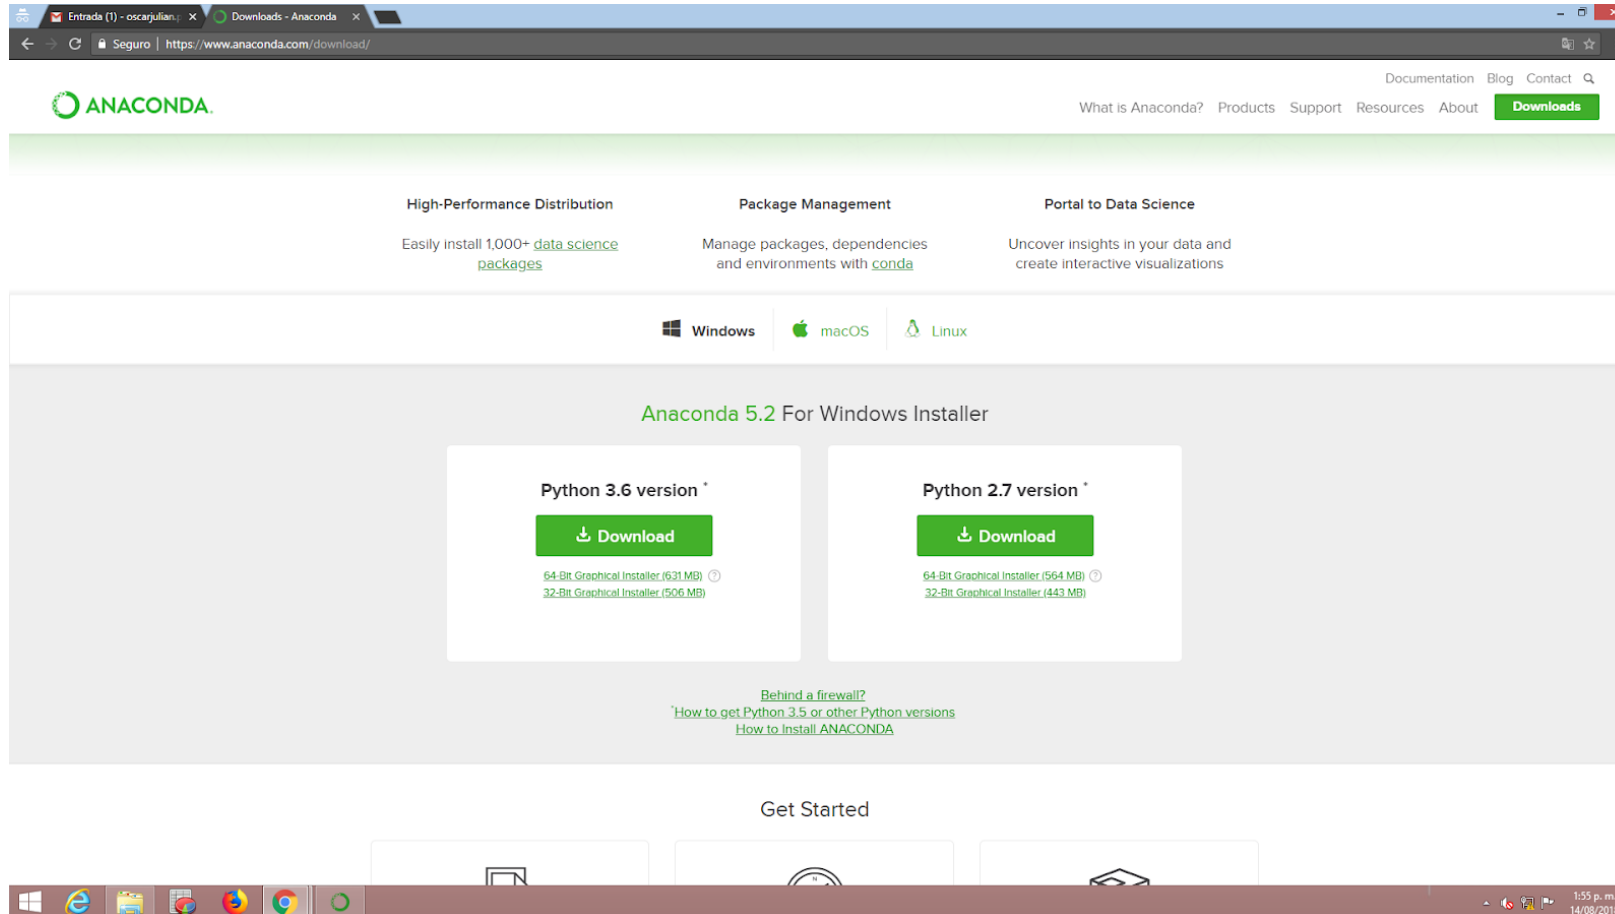 Entrada (1) - oscarjulian.p
Downloads - Anaconda
Seguro | https://www.anaconda.com/download/
Documentation Blog Contact
ANACONDA.
What is Anaconda? Products Support Resources About Downloads
High-Performance Distribution
Easily install 1,000+ data science
packages
Package Management
Manage packages, dependencies
and environments with conda
Portal to Data Science
Uncover insights in your data and
create interactive visualizations
Windows macOS Linux
Anaconda 5.2 For Windows Installer
Python 3.6 version *
Download
64-Bit Graphical Installer (631 MB) ?
32-Bit Graphical Installer (506 MB)
Python 2.7 version *
Download
64-Bit Graphical Installer (564 MB) ?
32-Bit Graphical Installer (443 MB)
Behind a firewall?
*How to get Python 3.5 or other Python versions
How to Install ANACONDA
Get Started
N
1:55 p. m.
14/08/201